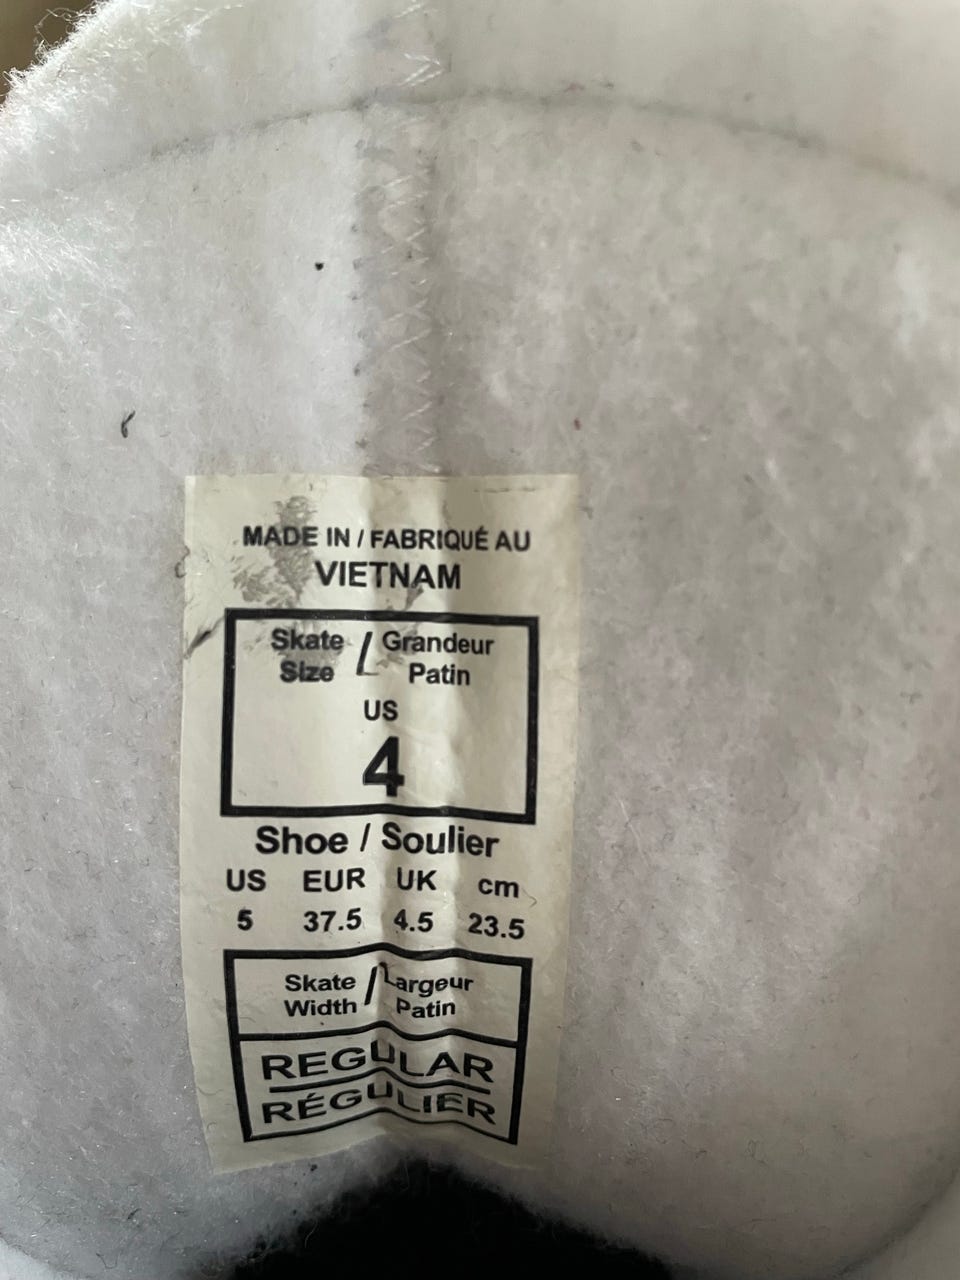 MADE IN / FABRIQUÉ AU
VIETNAM
Skate Size / Grandeur Patin
US
4
Shoe / Soulier
US EUR UK cm
5 37.5 4.5 23.5
Skate Width / Largeur Patin
REGULAR
RÉGULIER